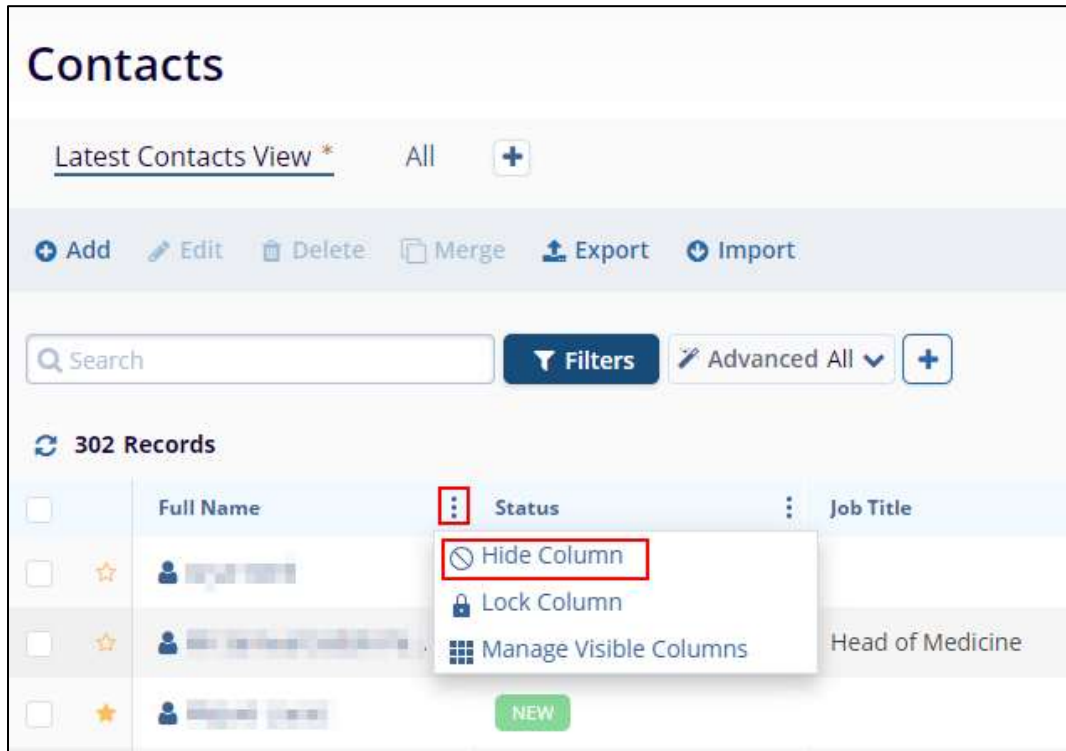 Contacts
Latest Contacts View * All
Add Edit Delete Merge Export Import
Search Filters Advanced All
302 Records
Full Name Status Job Title
Hide Column
Lock Column
Manage Visible Columns Head of Medicine
NEW